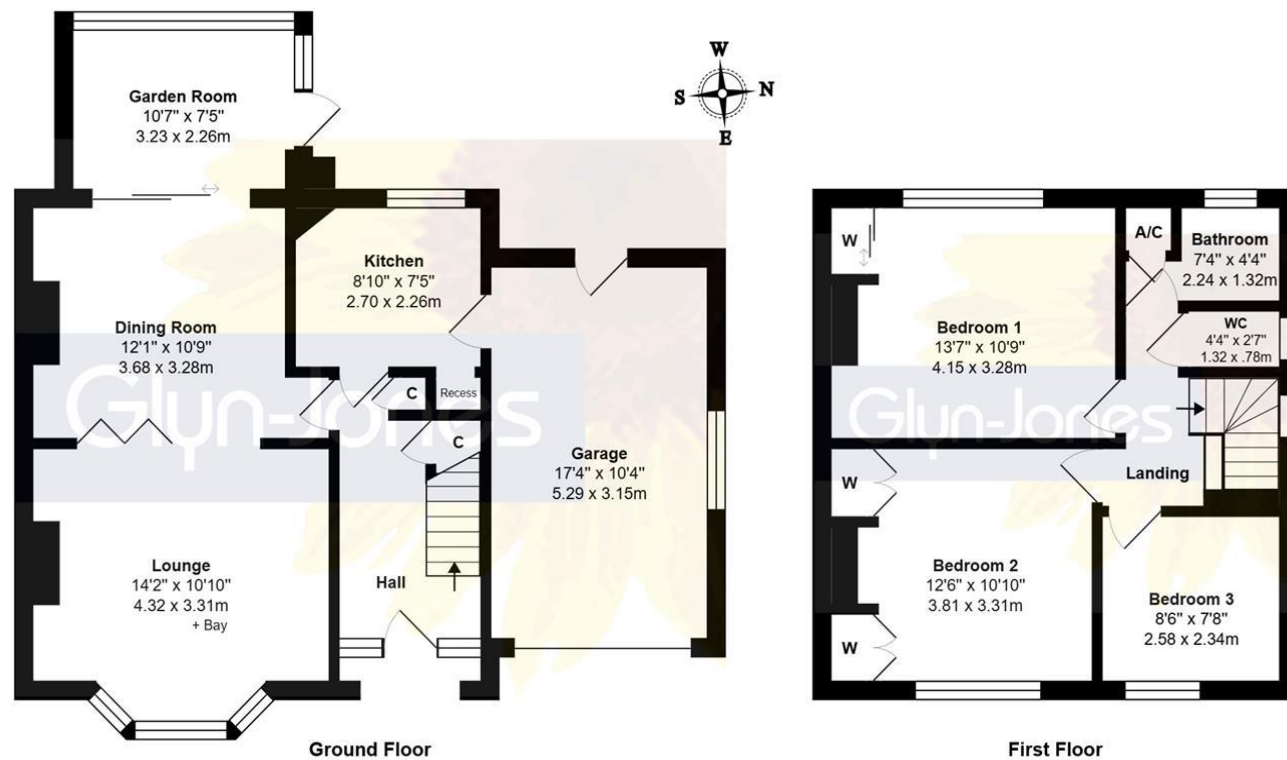 W
S
N
E
Garden Room
10'7" x 7'5"
3.23 x 2.26m
Kitchen
8'10" x 7'5"
2.70 x 2.26m
Dining Room
12'1" x 10'9"
3.68 x 3.28m
C
Recess
C
Garage
17'4" x 10'4"
5.29 x 3.15m
Lounge
14'2" x 10'10"
4.32 x 3.31m
+ Bay
Hall
Glyn-Jones
Ground Floor
W
A/C
Bathroom
7'4" x 4'4"
2.24 x 1.32m
Bedroom 1
13'7" x 10'9"
4.15 x 3.28m
WC
4'4" x 2'7"
1.32 x .78m
Glyn-Jones
Landing
W
Bedroom 2
12'6" x 10'10"
3.81 x 3.31m
Bedroom 3
8'6" x 7'8"
2.58 x 2.34m
W
First Floor